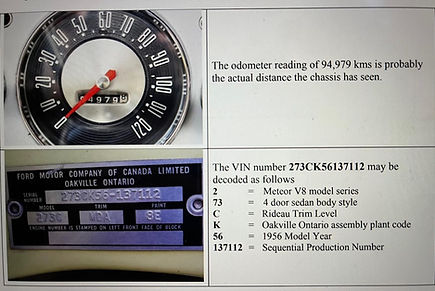 10 20 30 40 50 60 70 80 90 100 110 120
94979
The odometer reading of 94,979 kms is probably
the actual distance the chassis has seen.
FORD MOTOR COMPANY OF CANADA LIMITED
OAKVILLE ONTARIO
SERIAL NUMBER 273CK56-137112
MODEL TRIM PAINT
273C
ENGINE NUMBER IS STAMPED ON LEFT FRONT FACE OF BLOCK
The VIN number 273CK56137112 may be
decoded as follows
2 = Meteor V8 model series
73 = 4 door sedan body style
C = Rideau Trim Level
K = Oakville Ontario assembly plant code
56 = 1956 Model Year
137112 = Sequential Production Number